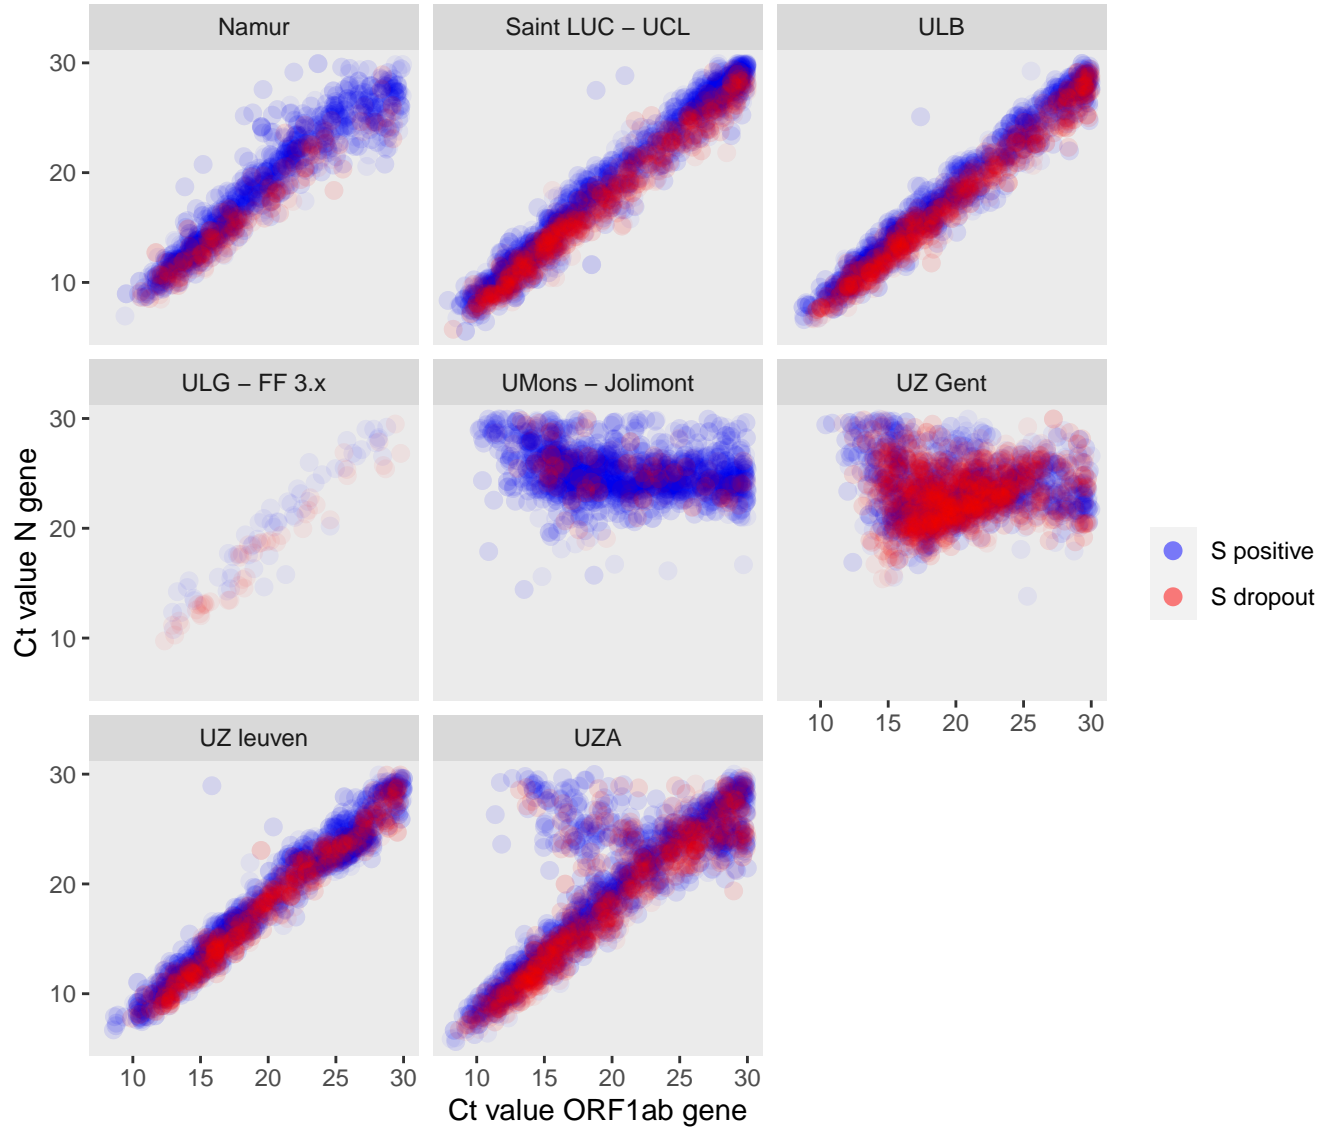 Namur
Saint LUC − UCL
ULB
30
20
10
ULG − FF 3.x
UMons − Jolimont
UZ Gent
30
20
10
10 15 20 25 30
UZ leuven
UZA
30
20
10
10 15 20 25 30
10 15 20 25 30
Ct value ORF1ab gene
Ct value N gene
S positive
S dropout